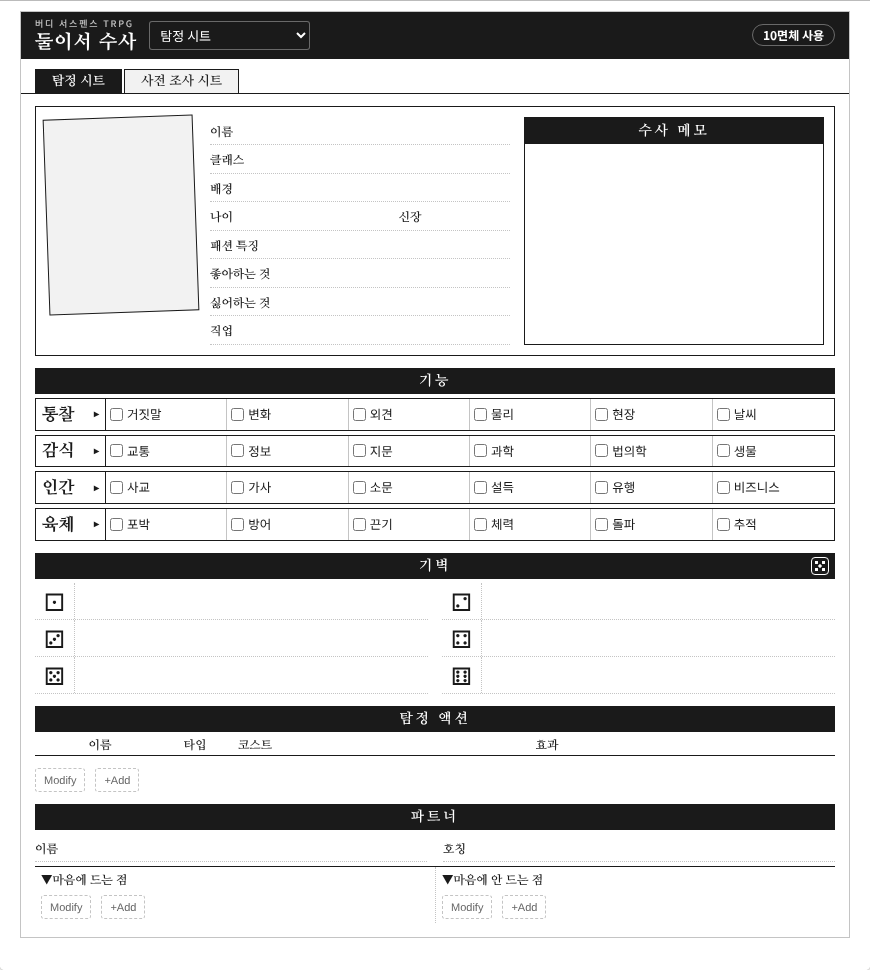 버디 서스펜스 TRPG
둘이서 수사
탐정 시트
10면체 사용
탐정 시트
사전 조사 시트
이름
클래스
배경
나이 신장
패션 특징
좋아하는 것
싫어하는 것
직업
수사 메모
기능
통찰 ▸ 거짓말 변화 외견 물리 현장 날씨
감식 ▸ 교통 정보 지문 과학 법의학 생물
인간 ▸ 사교 가사 소문 설득 유행 비즈니스
육체 ▸ 포박 방어 끈기 체력 돌파 추적
기벽
탐정 액션
이름 타입 코스트 효과
Modify +Add
파트너
이름 호칭
▼마음에 드는 점
Modify +Add
▼마음에 안 드는 점
Modify +Add